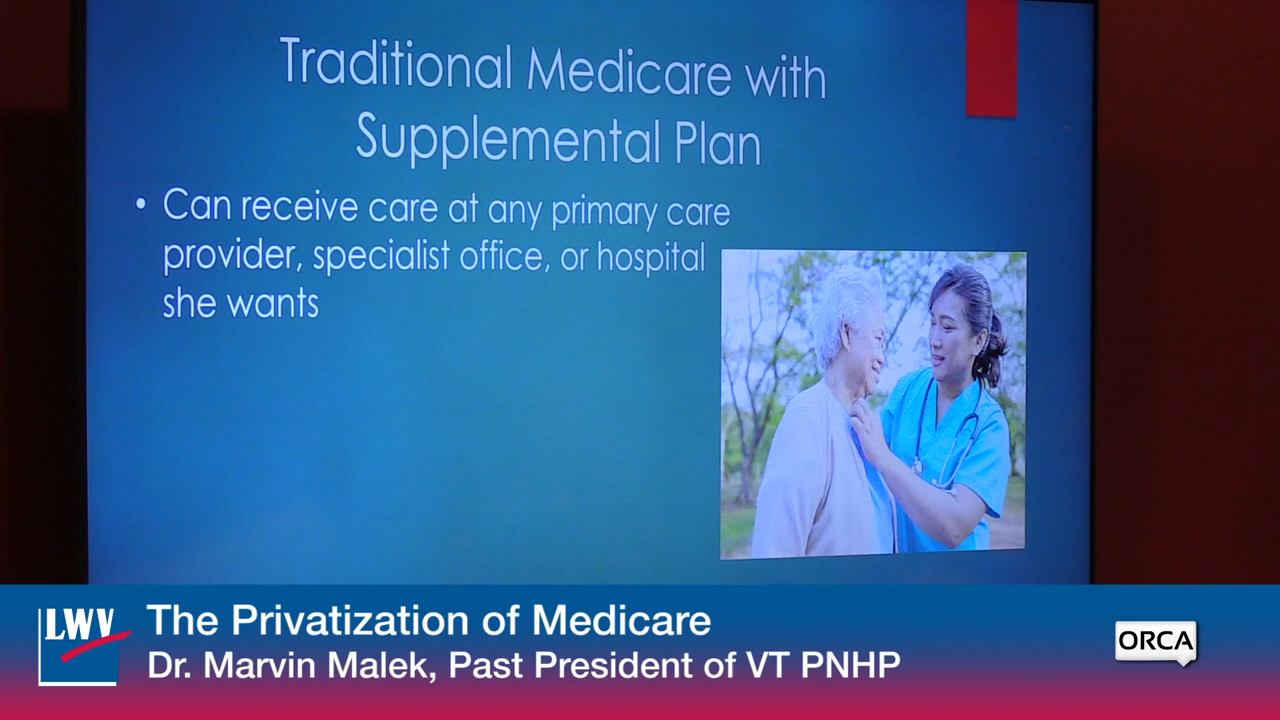 Traditional Medicare with
Supplemental Plan
• Can receive care at any primary care
provider, specialist office, or hospital
she wants
LWV
The Privatization of Medicare
Dr. Marvin Malek, Past President of VT PNHP
ORCA